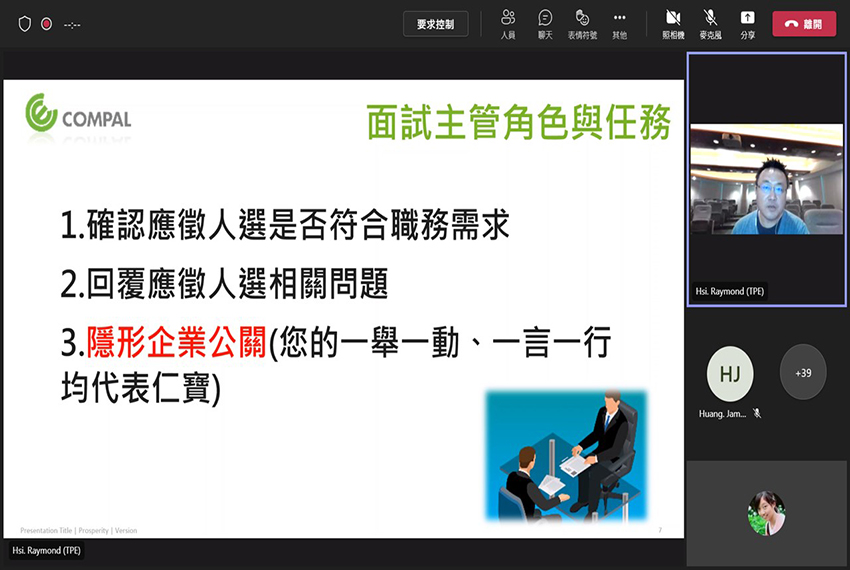 --:--
要求控制
人員
聊天
表情符號
其他
照相機
麥克風
分享
離開
COMPAL
面試主管角色與任務
1.確認應徵人選是否符合職務需求
2.回覆應徵人選相關問題
3.隱形企業公關(您的一舉一動、一言一行
均代表仁寶)
Presentation Title | Prosperity | Version
7
Hsi. Raymond (TPE)
Hsi. Raymond (TPE)
HJ
+39
Huang. Jam...